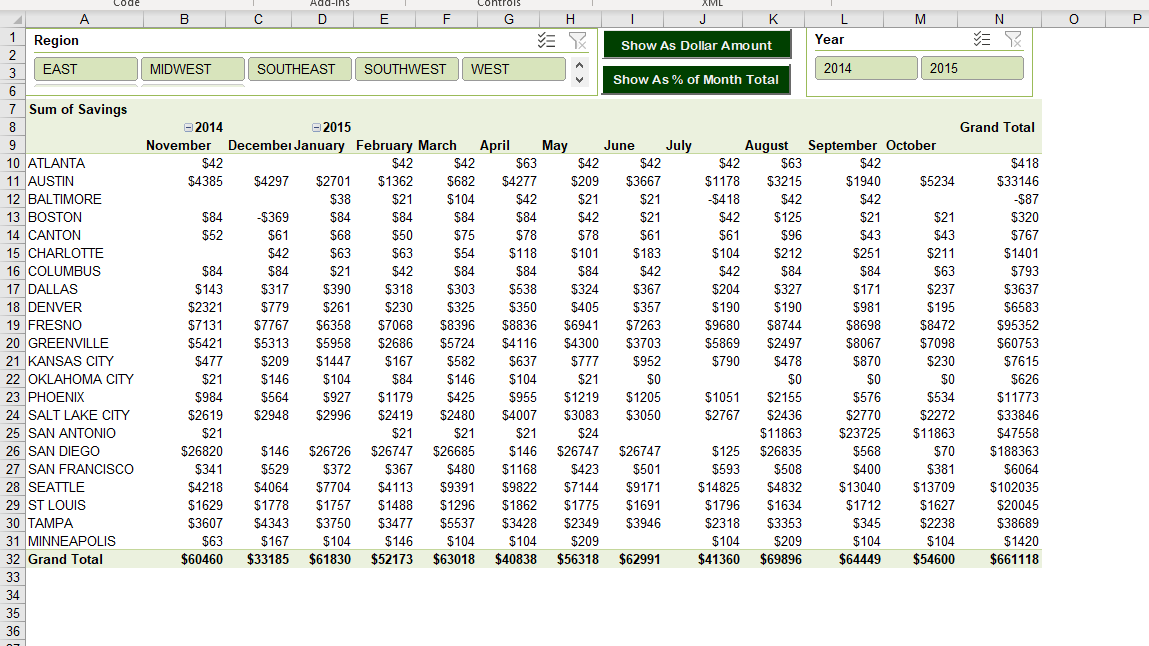 Code Add-ins Controls XML
A B C D E F G H I J K L M N O P
1 Region Show As Dollar Amount Year
2
3 EAST MIDWEST SOUTHEAST SOUTHWEST WEST Show As % of Month Total 2014 2015
6
7 Sum of Savings
8 2014 2015 Grand Total
9 November December January February March April May June July August September October
10 ATLANTA $42 $42 $42 $63 $42 $42 $42 $63 $42 $418
11 AUSTIN $4385 $4297 $2701 $1362 $682 $4277 $209 $3667 $1178 $3215 $1940 $5234 $33146
12 BALTIMORE $38 $21 $104 $42 $21 $21 -$418 $42 $42 -$87
13 BOSTON $84 -$369 $84 $84 $84 $84 $42 $21 $42 $125 $21 $21 $320
14 CANTON $52 $61 $68 $50 $75 $78 $78 $61 $61 $96 $43 $43 $767
15 CHARLOTTE $42 $63 $63 $54 $118 $101 $183 $104 $212 $251 $211 $1401
16 COLUMBUS $84 $84 $21 $42 $84 $84 $84 $42 $42 $84 $84 $63 $793
17 DALLAS $143 $317 $390 $318 $303 $538 $324 $367 $204 $327 $171 $237 $3637
18 DENVER $2321 $779 $261 $230 $325 $350 $405 $357 $190 $190 $981 $195 $6583
19 FRESNO $7131 $7767 $6358 $7068 $8396 $8836 $6941 $7263 $9680 $8744 $8698 $8472 $95352
20 GREENVILLE $5421 $5313 $5958 $2686 $5724 $4116 $4300 $3703 $5869 $2497 $8067 $7098 $60753
21 KANSAS CITY $477 $209 $1447 $167 $582 $637 $777 $952 $790 $478 $870 $230 $7615
22 OKLAHOMA CITY $21 $146 $104 $84 $146 $104 $21 $0 $0 $0 $0 $626
23 PHOENIX $984 $564 $927 $1179 $425 $955 $1219 $1205 $1051 $2155 $576 $534 $11773
24 SALT LAKE CITY $2619 $2948 $2996 $2419 $2480 $4007 $3083 $3050 $2767 $2436 $2770 $2272 $33846
25 SAN ANTONIO $21 $21 $21 $21 $24 $11863 $23725 $11863 $47558
26 SAN DIEGO $26820 $146 $26726 $26747 $26685 $146 $26747 $26747 $125 $26835 $568 $70 $188363
27 SAN FRANCISCO $341 $529 $372 $367 $480 $1168 $423 $501 $593 $508 $400 $381 $6064
28 SEATTLE $4218 $4064 $7704 $4113 $9391 $9822 $7144 $9171 $14825 $4832 $13040 $13709 $102035
29 ST LOUIS $1629 $1778 $1757 $1488 $1296 $1862 $1775 $1691 $1796 $1634 $1712 $1627 $20045
30 TAMPA $3607 $4343 $3750 $3477 $5537 $3428 $2349 $3946 $2318 $3353 $345 $2238 $38689
31 MINNEAPOLIS $63 $167 $104 $146 $104 $104 $209 $104 $209 $104 $104 $1420
32 Grand Total $60460 $33185 $61830 $52173 $63018 $40838 $56318 $62991 $41360 $69896 $64449 $54600 $661118
33
34
35
36